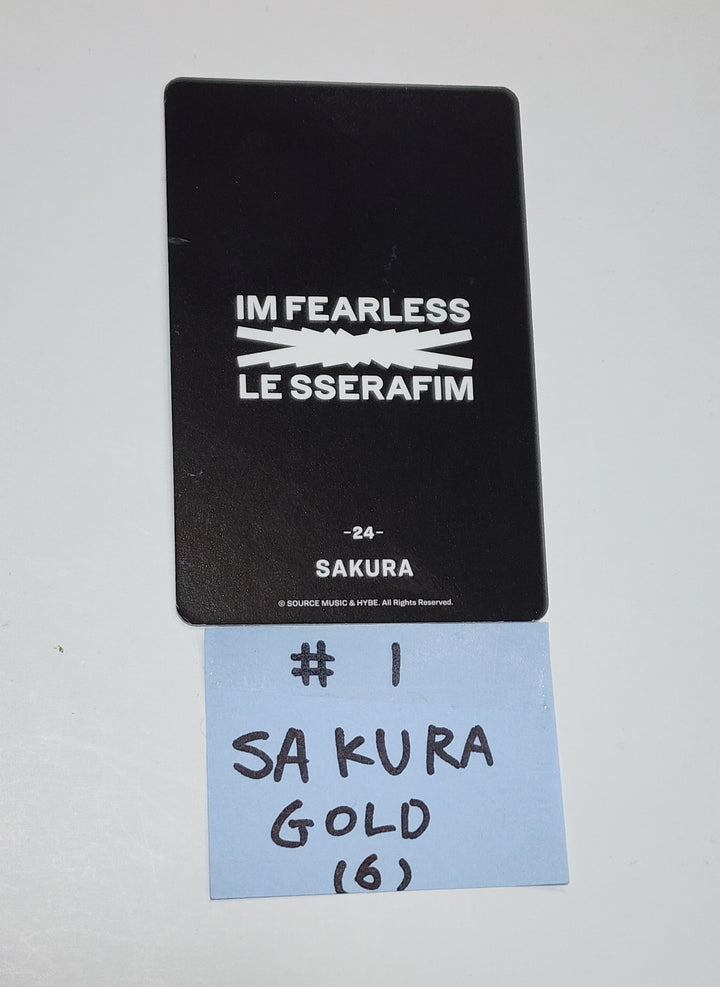 IM FEARLESS
LE SSERAFIM
-24-
SAKURA
© SOURCE MUSIC & HYBE. All Rights Reserved.
# 1
SAKURA
GOLD
(6)